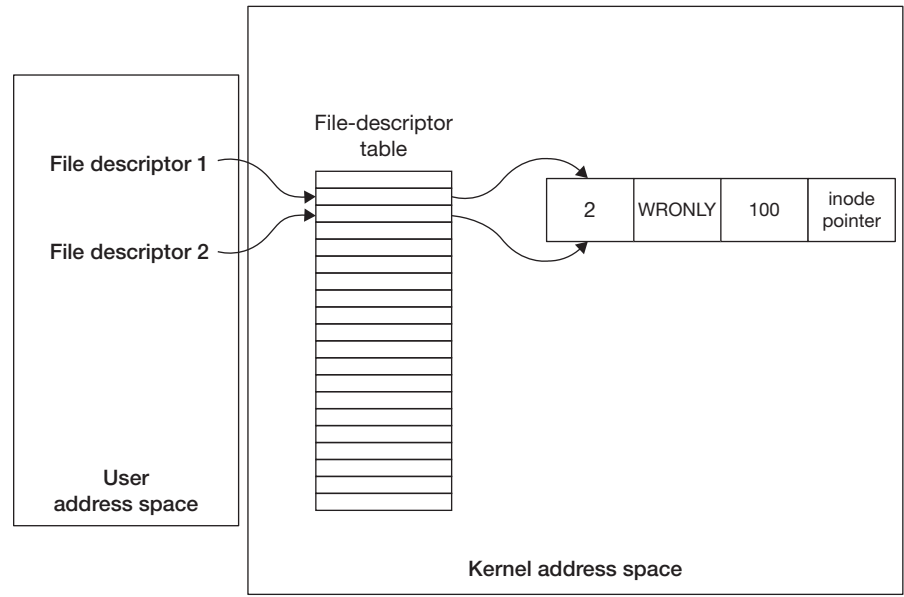 File-descriptor
table
File descriptor 1
2
WRONLY
100
inode
pointer
File descriptor 2
User
address space
Kernel address space